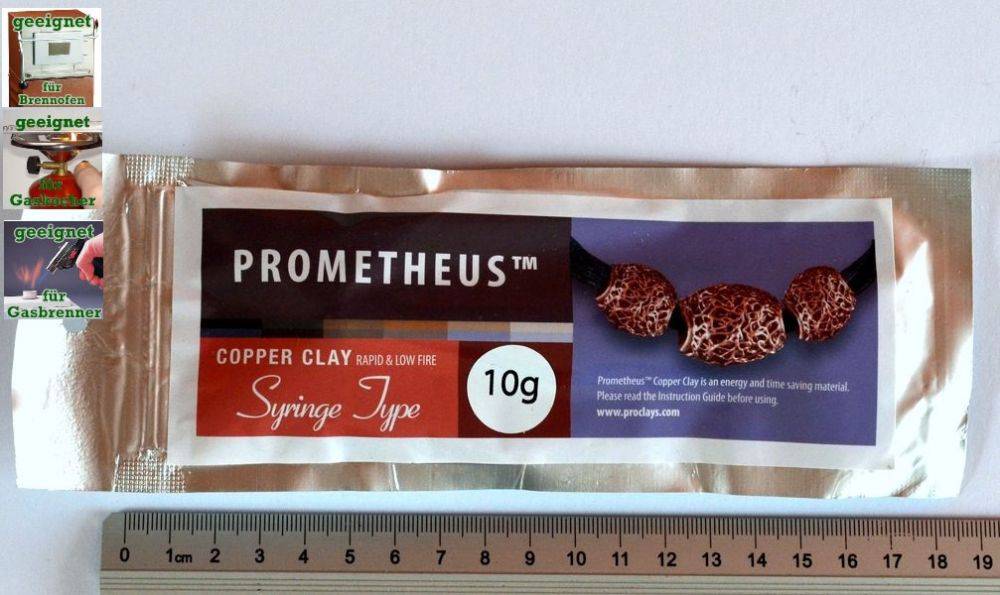 geeignet
für
Brennofen
geeignet
für
Gaskocher
geeignet
für
Gasbrenner
PROMETHEUS™
COPPER CLAY RAPID & LOW FIRE
Syringe Type
10g
Prometheus™ Copper Clay is an energy and time saving material.
Please read the Instruction Guide before using.
www.proclays.com
0 1cm 2 3 4 5 6 7 8 9 10 11 12 13 14 15 16 17 18 19